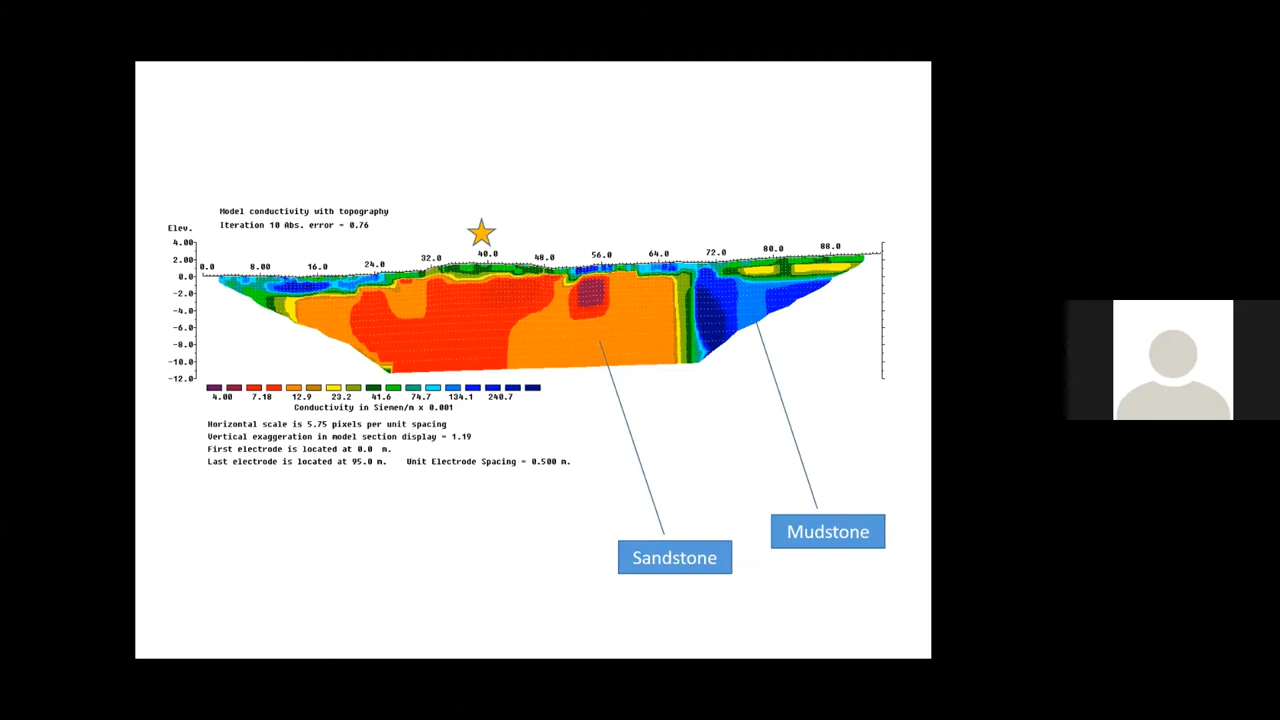 Model conductivity with topography
Iteration 10 Abs. error = 0.76
Elev.
4.00
2.00
0.0
-2.0
-4.0
-6.0
-8.0
-10.0
-12.0
0.0 8.00 16.0 24.0 32.0 40.0 48.0 56.0 64.0 72.0 80.0 88.0
4.00 7.18 12.9 23.2 41.6 74.7 134.1 240.7
Conductivity in Siemen/m x 0.001
Horizontal scale is 5.75 pixels per unit spacing
Vertical exaggeration in model section display = 1.19
First electrode is located at 0.0 m.
Last electrode is located at 95.0 m. Unit Electrode Spacing = 0.500 m.
Mudstone
Sandstone